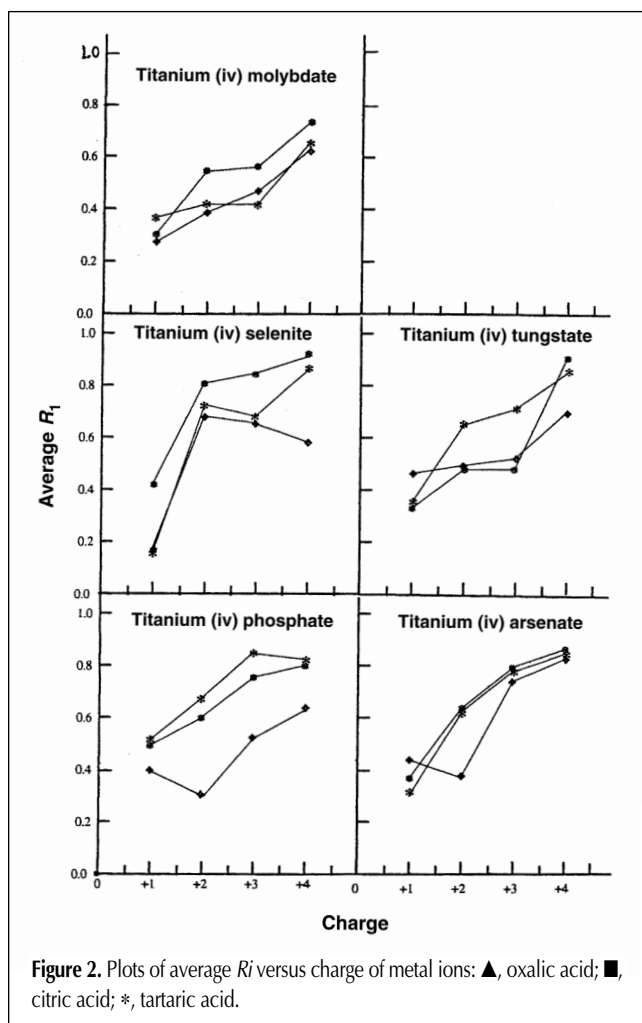 1.0
Titanium (iv) molybdate
0.8
0.6
0.4
0.2
0.0
1.0
Titanium (iv) selenite
Titanium (iv) tungstate
0.8
0.6
0.4
0.2
0.0
Average R1
1.0
Titanium (iv) phosphate
Titanium (iv) arsenate
0.8
0.6
0.4
0.2
0.0
0 +1 +2 +3 +4 0 +1 +2 +3 +4
Charge
Figure 2. Plots of average Ri versus charge of metal ions: ▲, oxalic acid; ■,
citric acid; *, tartaric acid.